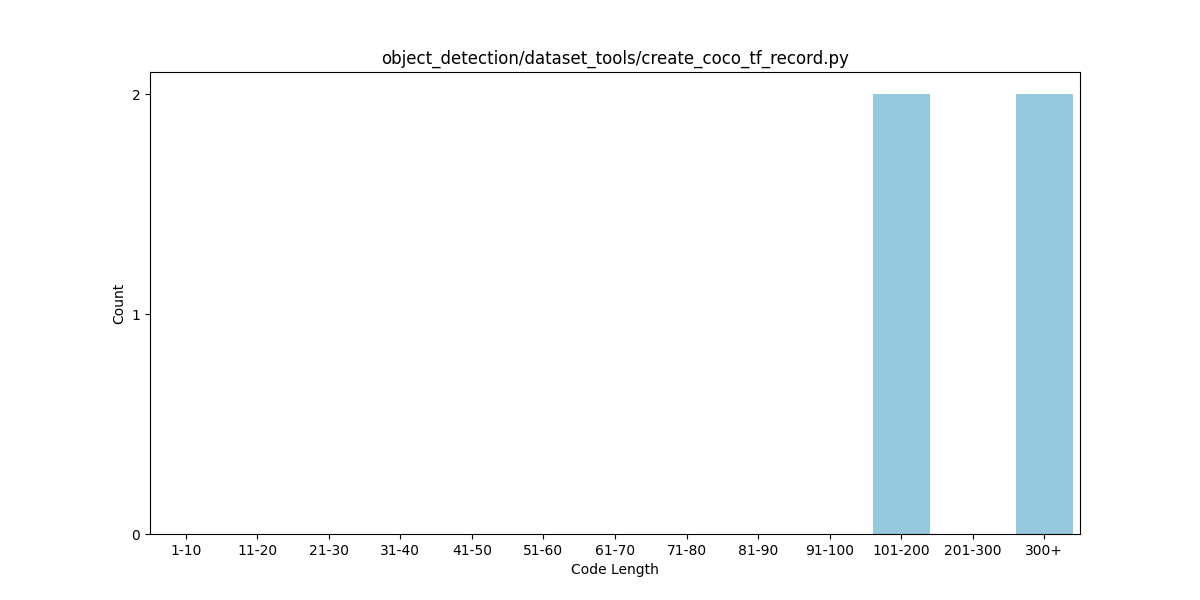 object_detection/dataset_tools/create_coco_tf_record.py
2
1
0
Count
1-10 11-20 21-30 31-40 41-50 51-60 61-70 71-80 81-90 91-100 101-200 201-300 300+
Code Length